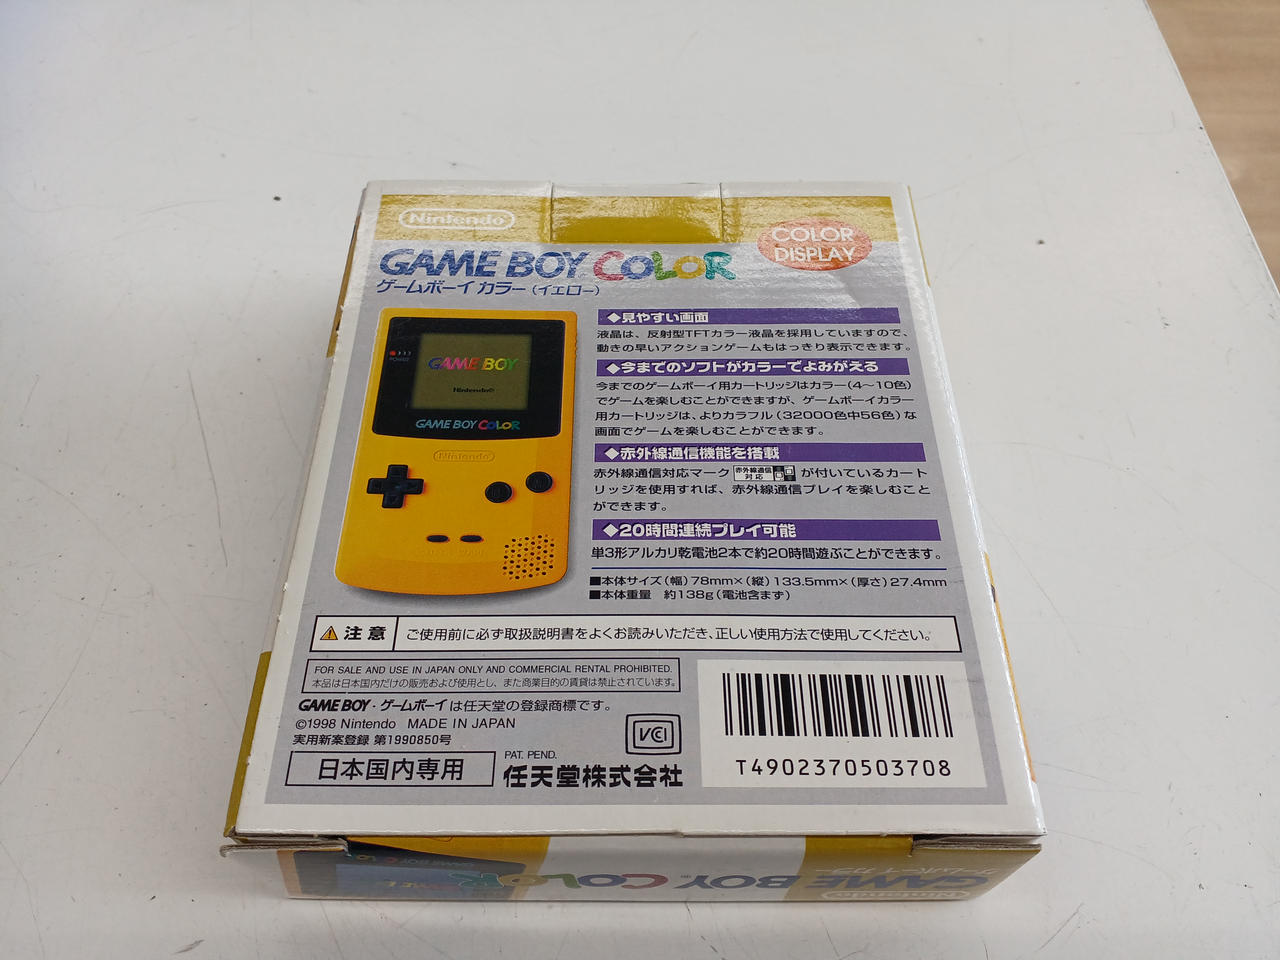 Nintendo
COLOR
DISPLAY
GAME BOY COLOR
ゲームボーイ カラー（イエロー）
◆見やすい画面
液晶は、反射型TFTカラー液晶を採用していますので、
動きの早いアクションゲームもはっきり表示できます。
◆今までのソフトがカラーでよみがえる
今までのゲームボーイ用カートリッジはカラー（4〜10色）
でゲームを楽しむことができますが、ゲームボーイカラー
用カートリッジは、よりカラフル（32000色中56色）な
画面でゲームを楽しむことができます。
◆赤外線通信機能を搭載
赤外線通信対応マーク 赤外線通信 対応 が付いているカート
リッジを使用すれば、赤外線通信プレイを楽しむこと
ができます。
◆20時間連続プレイ可能
単3形アルカリ乾電池2本で約20時間遊ぶことができます。
■本体サイズ（幅）78mm×（縦）133.5mm×（厚さ）27.4mm
■本体重量 約138g（電池含まず）
POWER
GAME BOY
Nintendo®
GAME BOY COLOR
Nintendo
注意 ご使用前に必ず取扱説明書をよくお読みいただき、正しい使用方法で使用してください。
FOR SALE AND USE IN JAPAN ONLY AND COMMERCIAL RENTAL PROHIBITED.
本品は日本国内だけの販売および使用とし、また商業目的の賃貸は禁止されています。
GAME BOY・ゲームボーイは任天堂の登録商標です。
©1998 Nintendo MADE IN JAPAN
実用新案登録 第1990850号
VCI
日本国内専用
PAT. PEND.
任天堂株式会社
T4902370503708
GAME BOY COLOR
ゲームボーイ カラー
Nintendo